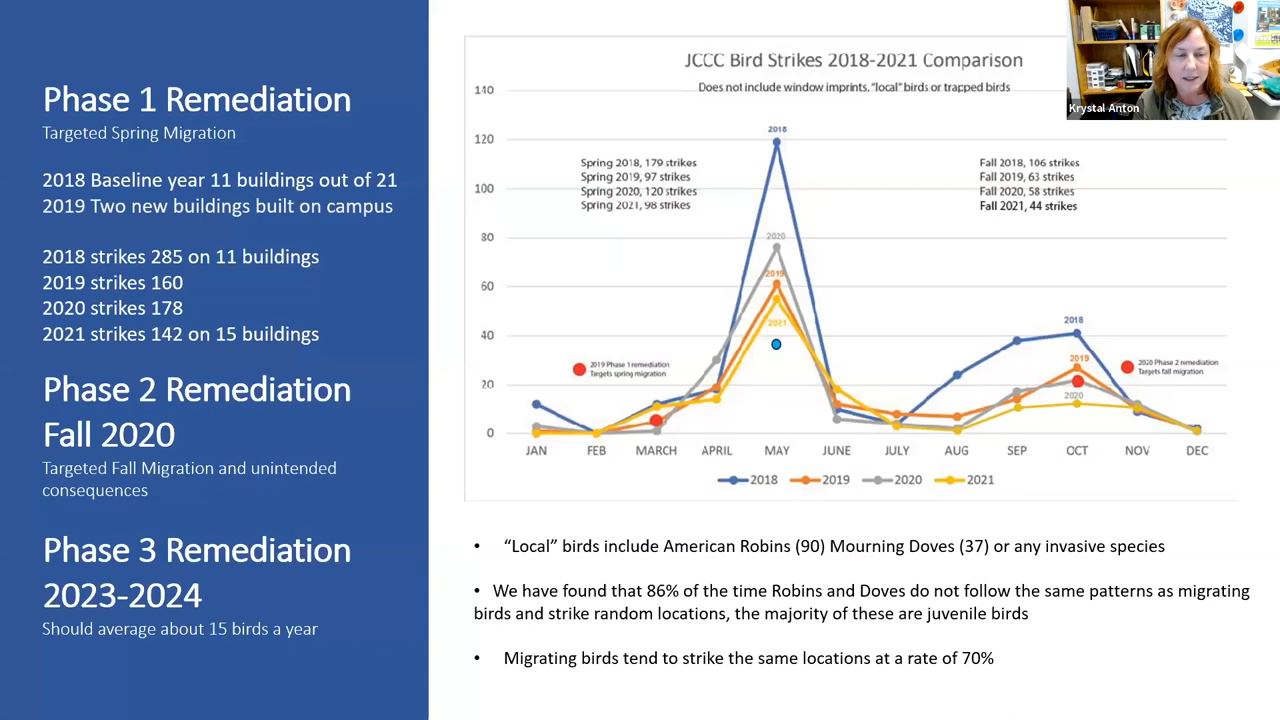 Phase 1 Remediation
Targeted Spring Migration
2018 Baseline year 11 buildings out of 21
2019 Two new buildings built on campus
2018 strikes 285 on 11 buildings
2019 strikes 160
2020 strikes 178
2021 strikes 142 on 15 buildings
Phase 2 Remediation
Fall 2020
Targeted Fall Migration and unintended
consequences
Phase 3 Remediation
2023-2024
Should average about 15 birds a year
JCCC Bird Strikes 2018-2021 Comparison
Does not include window imprints, "local" birds or trapped birds
140
120
100
80
60
40
20
0
Spring 2018, 179 strikes
Spring 2019, 97 strikes
Spring 2020, 120 strikes
Spring 2021, 98 strikes
Fall 2018, 106 strikes
Fall 2019, 63 strikes
Fall 2020, 58 strikes
Fall 2021, 44 strikes
2018
2020
2019
2021
2018
2019
2020
2019 Phase 1 remediation
Targets spring migration
2020 Phase 2 remediation
Targets fall migration
JAN FEB MARCH APRIL MAY JUNE JULY AUG SEP OCT NOV DEC
2018 2019 2020 2021
Krystal Anton
• "Local" birds include American Robins (90) Mourning Doves (37) or any invasive species
• We have found that 86% of the time Robins and Doves do not follow the same patterns as migrating
birds and strike random locations, the majority of these are juvenile birds
• Migrating birds tend to strike the same locations at a rate of 70%